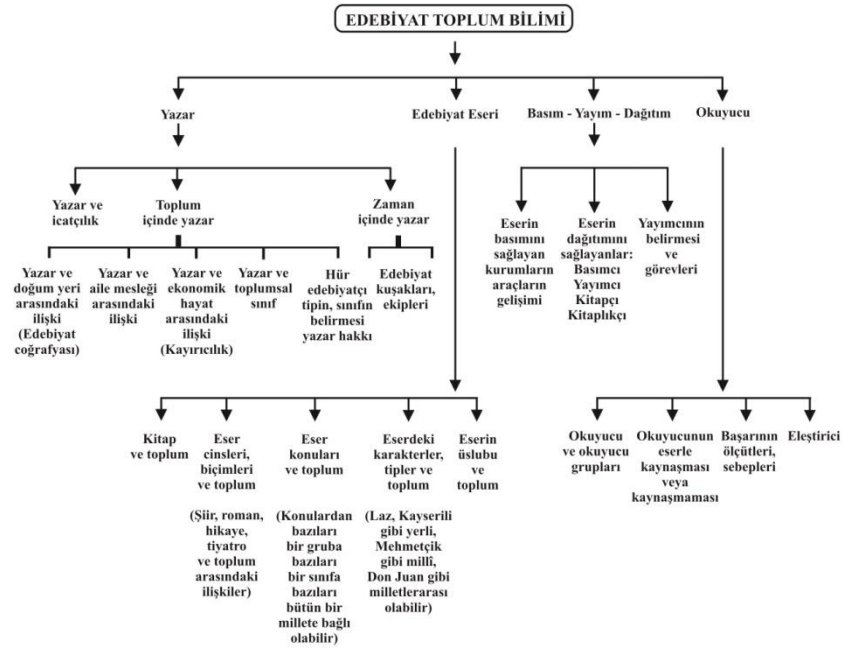 EDEBİYAT TOPLUM BİLİMİ
Yazar
Edebiyat Eseri
Basım - Yayım - Dağıtım
Okuyucu
Yazar ve
icatçılık
Toplum
içinde yazar
Zaman
içinde yazar
Yazar ve
doğum yeri
arasındaki
ilişki
(Edebiyat
coğrafyası)
Yazar ve
aile mesleği
arasındaki
ilişki
Yazar ve
ekonomik
hayat
arasındaki
ilişki
(Kayırıcılık)
Yazar ve
toplumsal
sınıf
Hür
edebiyatçı
tipin, sınıfın
belirmesi
yazar hakkı
Edebiyat
kuşakları,
ekipleri
Eserin
basımını
sağlayan
kurumların
araçların
gelişimi
Eserin
dağıtımını
sağlayanlar:
Basımcı
Yayımcı
Kitapçı
Kitaplıkçı
Yayımcının
belirmesi
ve
görevleri
Kitap
ve toplum
Eser
cinsleri,
biçimleri
ve toplum
(Şiir, roman,
hikaye,
tiyatro
ve toplum
arasındaki
ilişkiler)
Eser
konuları
ve toplum
(Konulardan
bazıları
bir gruba
bazıları
bir sınıfa
bazıları
bütün bir
millete bağlı
olabilir)
Eserdeki
karakterler,
tipler ve
toplum
(Laz, Kayserili
gibi yerli,
Mehmetçik
gibi millî,
Don Juan gibi
milletlerarası
olabilir)
Eserin
üslubu
ve
toplum
Okuyucu
ve okuyucu
grupları
Okuyucunun
eserle
kaynaşması
veya
kaynaşmaması
Başarının
ölçütleri,
sebepleri
Eleştirici